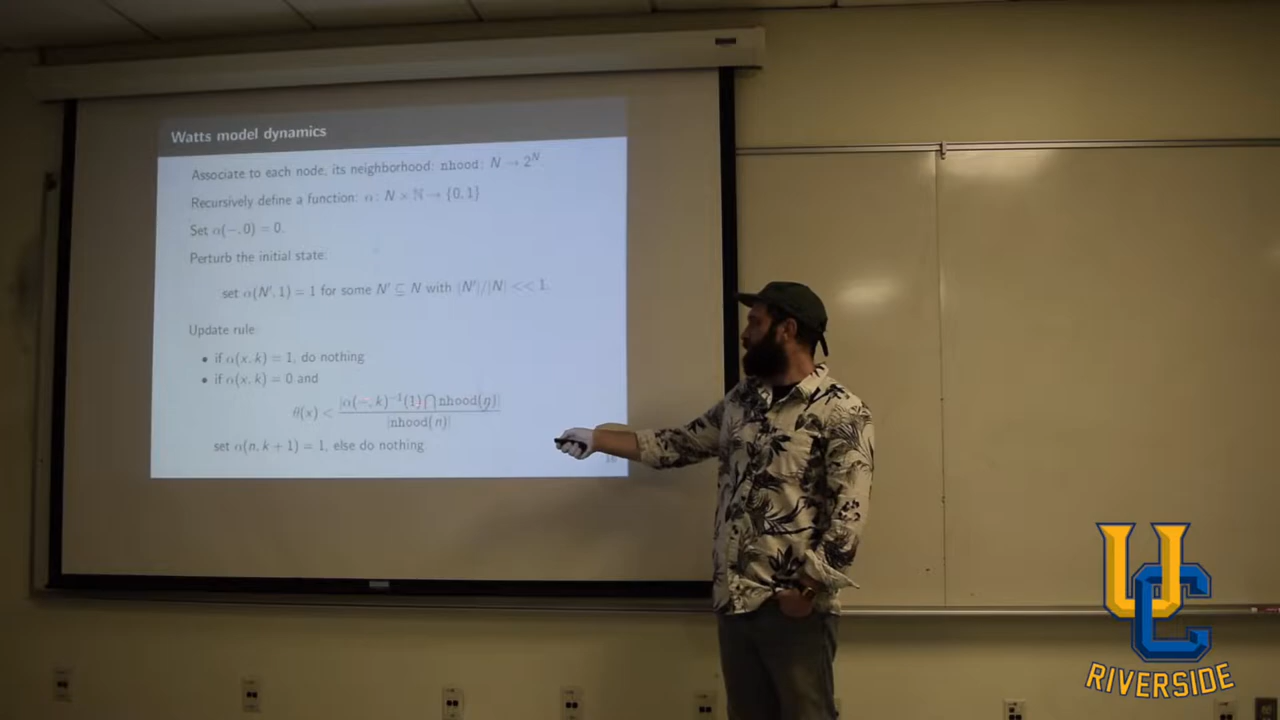 Watts model dynamics
Associate to each node, its neighborhood: nhood: N → 2^N
Recursively define a function: α: N × ℕ → {0, 1}
Set α(−, 0) = 0.
Perturb the initial state:
set α(N′, 1) = 1 for some N′ ⊆ N with |N′|/|N| << 1.
Update rule:
• if α(x, k) = 1, do nothing
• if α(x, k) = 0 and
θ(x) < |α(−, k)⁻¹(1) ⋂ nhood(n)|
|nhood(n)|
set α(n, k + 1) = 1, else do nothing
16
UC
RIVERSIDE